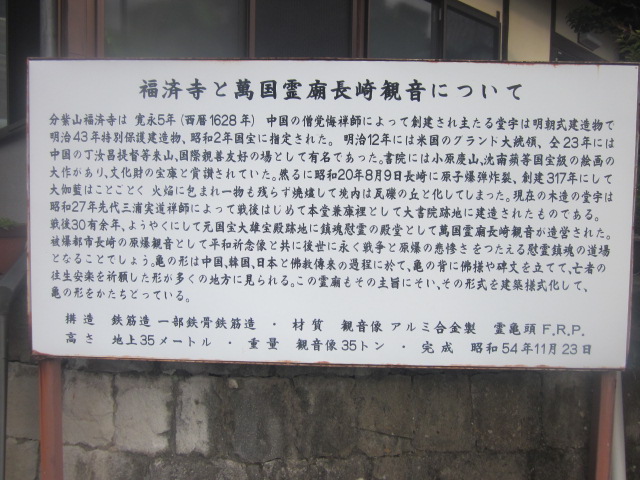 福済寺と萬国霊廟長崎観音について
分紫山福済寺は 寛永5年(西暦1628年) 中国の僧覚悔禅師によって創建され主たる堂宇は明朝式建造物で
明治43年特別保護建造物、昭和2年国宝に指定された。 明治12年には米国のグラント大統領、仝23年には
中国の丁汝昌提督等来山、国際親善友好の場として有名であった。書院には小原慶山、沈南蘋等国宝級の絵画の
大作があり、文化財の宝庫と賞讃されていた。然るに昭和20年8月9日長崎に原子爆弾炸裂、創建317年にして
大伽藍はことごとく 火焔に包まれ一物も残らず焼燼して境内は瓦礫の丘と化してしまった。現在の木造の堂宇は
昭和27年先代三浦実道禅師によって戦後はじめて本堂兼庫裡として大書院跡地に建造されたものである。
戦後30有余年、ようやくにして元国宝大雄宝殿跡地に鎮魂慰霊の殿堂として萬国霊廟長崎観音が造営された。
被爆都市長崎の原爆観音として平和祈念像と共に後世に永く戦争と原爆の悲惨さをつたえる慰霊鎮魂の道場
となることでしょう。亀の形は中国、韓国、日本と佛教傳来の過程に於て、亀の背に佛様や碑文を立てて、亡者の
往生安楽を祈願した形が多くの地方に見られる。この霊廟もその主旨にそい、その形式を建築様式化して、
亀の形をかたちどっている。
構造 鉄筋造 一部鉄骨鉄筋造 ・ 材質 観音像 アルミ合金製 霊亀頭 F.R.P.
高さ 地上35メートル ・ 重量 観音像35トン ・ 完成 昭和54年11月23日